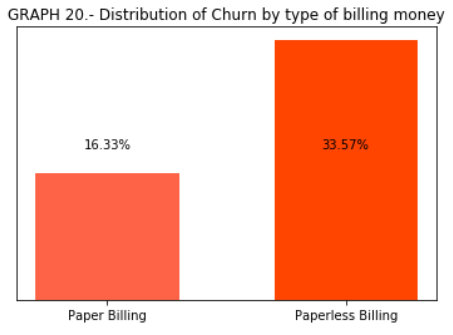 GRAPH 20.- Distribution of Churn by type of billing money
16.33%
33.57%
Paper Billing
Paperless Billing